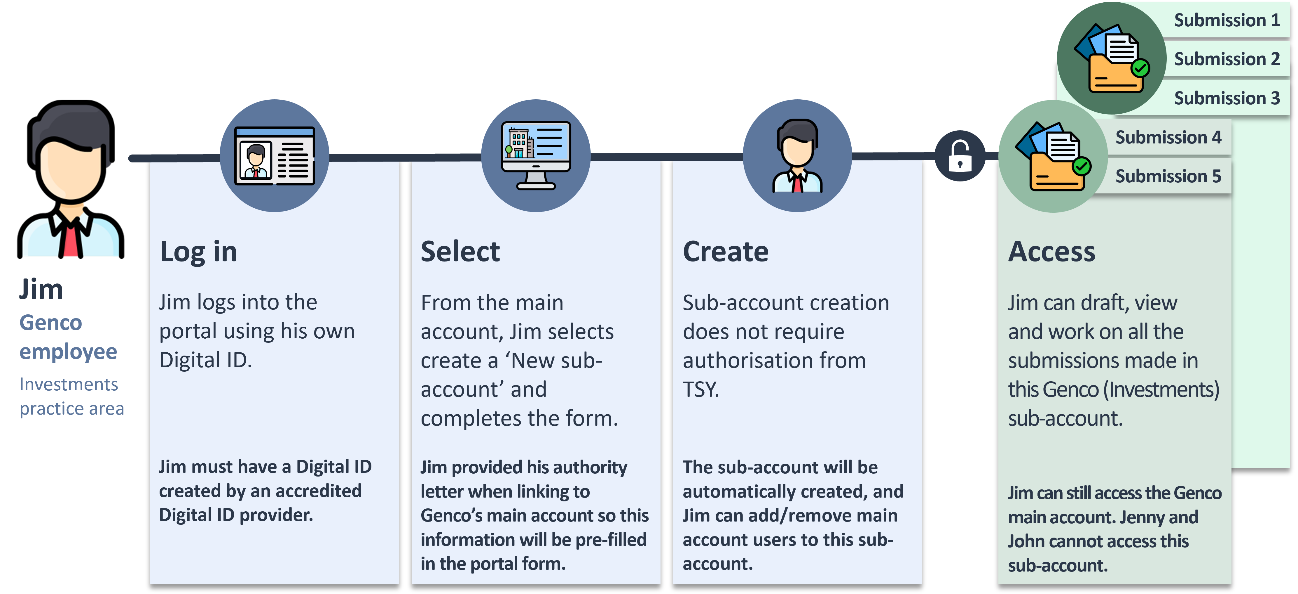 Submission 1
Submission 2
Submission 3
Submission 4
Submission 5
Jim
Genco
employee
Investments
practice area
Log in
Jim logs into the
portal using his own
Digital ID.
Jim must have a Digital ID
created by an accredited
Digital ID provider.
Select
From the main
account, Jim selects
create a ‘New sub-
account’ and
completes the form.
Jim provided his authority
letter when linking to
Genco’s main account so this
information will be pre-filled
in the portal form.
Create
Sub-account creation
does not require
authorisation from
TSY.
The sub-account will be
automatically created, and
Jim can add/remove main
account users to this sub-
account.
Access
Jim can draft, view
and work on all the
submissions made in
this Genco (Investments)
sub-account.
Jim can still access the Genco
main account. Jenny and
John cannot access this
sub-account.